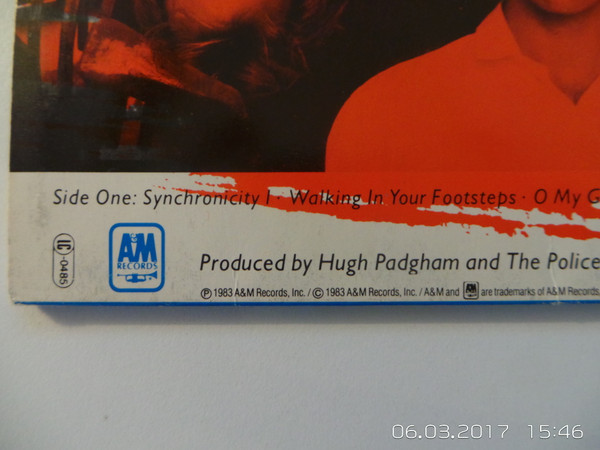 Side One: Synchronicity I · Walking In Your Footsteps · O My G
LC
-0485
A&M
RECORDS
Produced by Hugh Padgham and The Police
℗ 1983 A&M Records, Inc. / © 1983 A&M Records, Inc. / A&M and A&M are trademarks of A&M Records,
06.03.2017 15:46